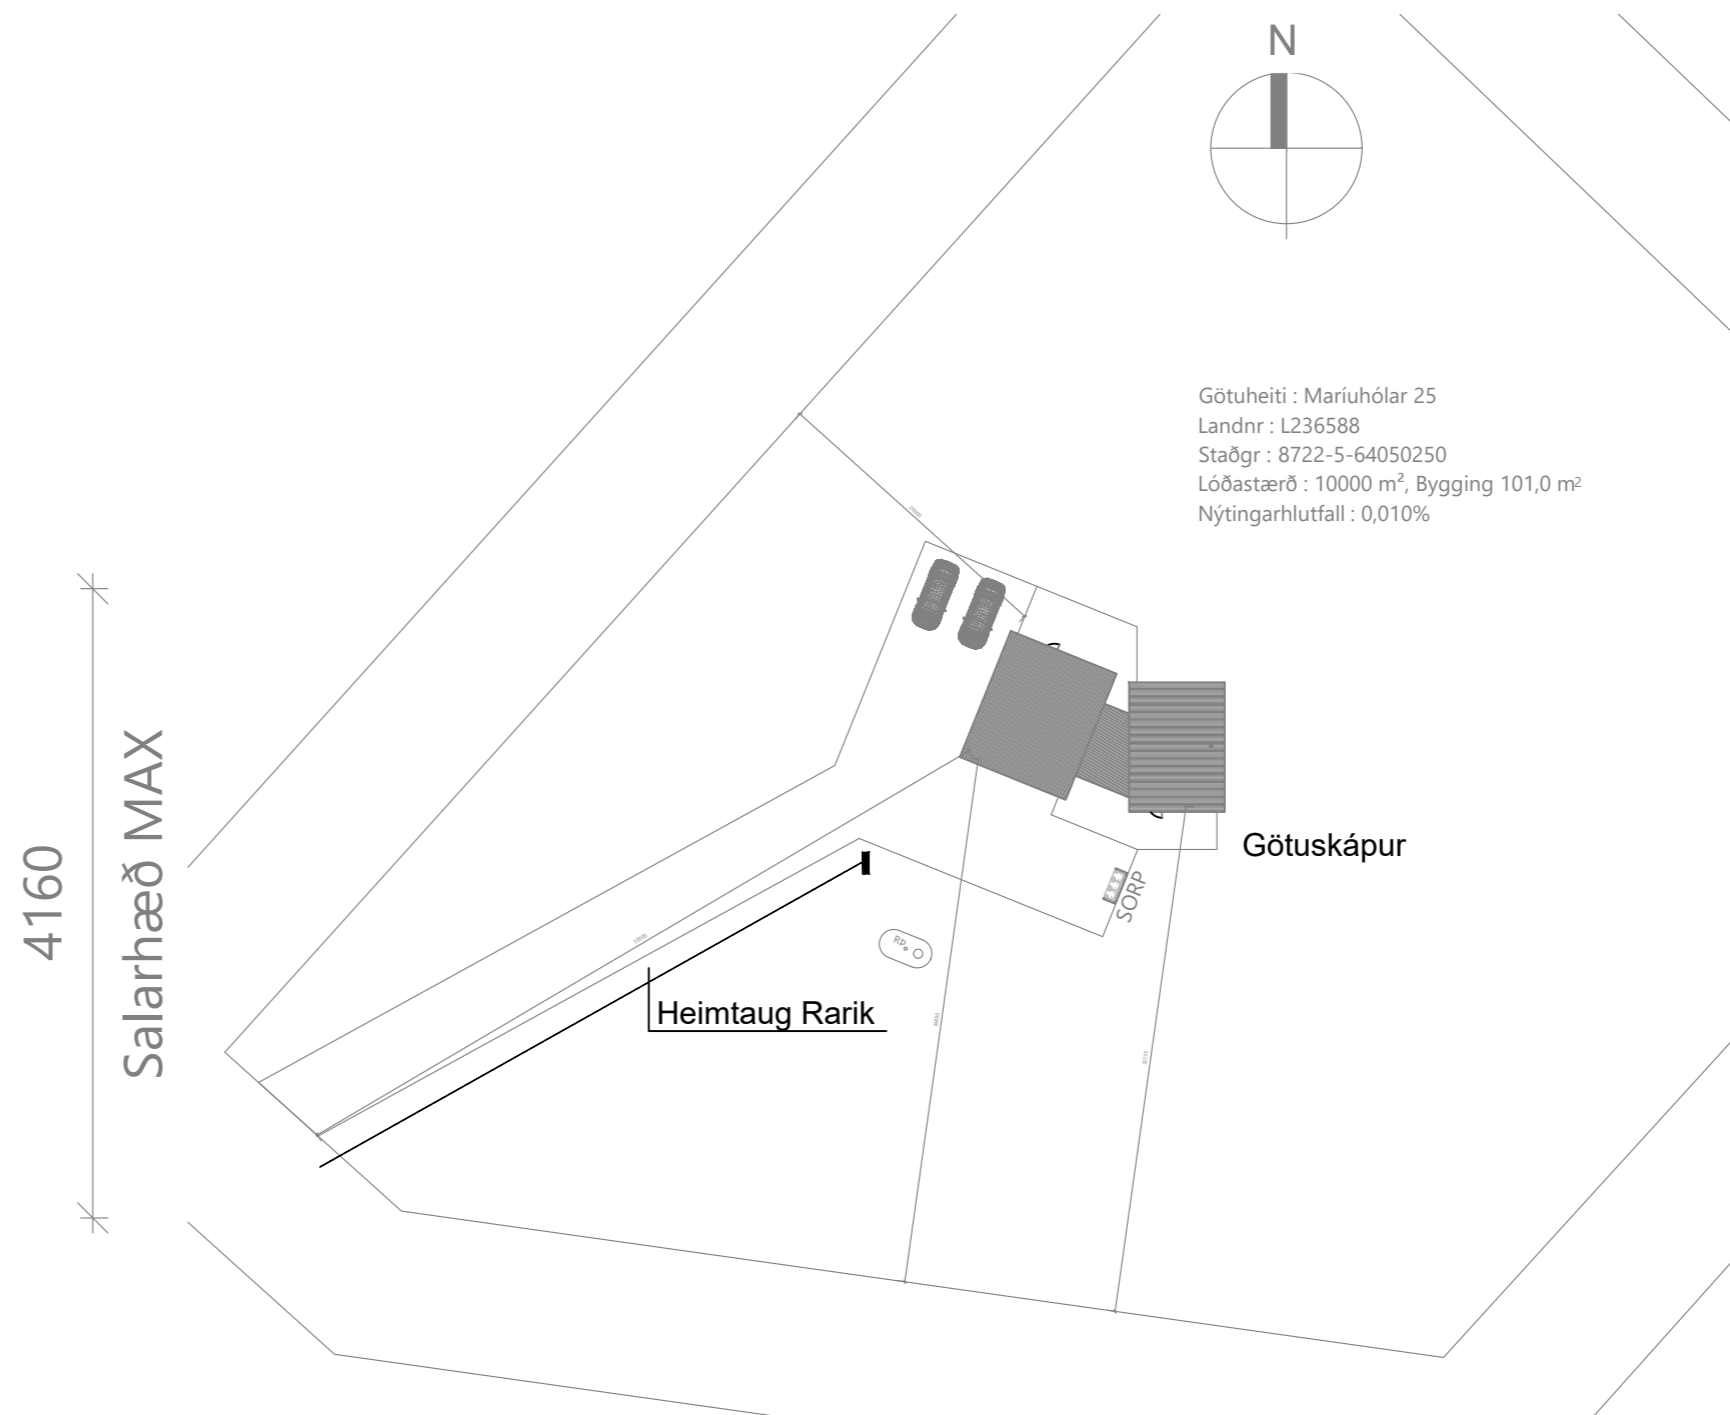 N
Götuheiti : Maríuhólar 25
Landnr : L236588
Staðgr : 8722-5-64050250
Lóðastærð : 10000 m², Bygging 101,0 m²
Nýtingarhlutfall : 0,010%
4160
Salarhæð MAX
Götuskápur
SORP
RÞ.
Heimtaug Rarik